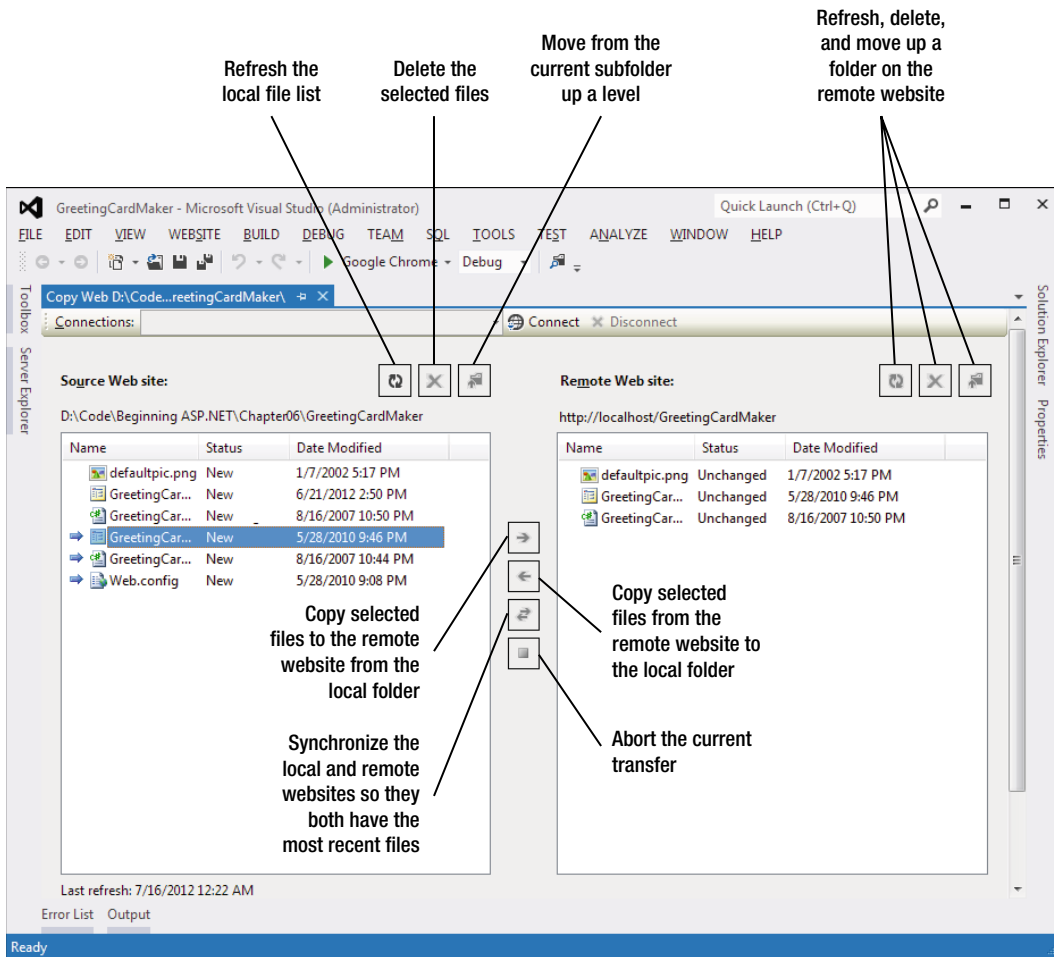 Refresh the
local file list
Delete the
selected files
Move from the
current subfolder
up a level
Refresh, delete,
and move up a
folder on the
remote website
GreetingCardMaker - Microsoft Visual Studio (Administrator)
Quick Launch (Ctrl+Q)
FILE EDIT VIEW WEBSITE BUILD DEBUG TEAM SQL TOOLS TEST ANALYZE WINDOW HELP
Google Chrome Debug
Toolbox
Server Explorer
Copy Web D:\Code...reetingCardMaker\
Connections:
Connect Disconnect
Solution Explorer
Properties
Source Web site:
D:\Code\Beginning ASP.NET\Chapter06\GreetingCardMaker
Name Status Date Modified
defaultpic.png New 1/7/2002 5:17 PM
GreetingCar... New 6/21/2012 2:50 PM
GreetingCar... New 8/16/2007 10:50 PM
GreetingCar... New 5/28/2010 9:46 PM
GreetingCar... New 8/16/2007 10:44 PM
Web.config New 5/28/2010 9:08 PM
Remote Web site:
http://localhost/GreetingCardMaker
Name Status Date Modified
defaultpic.png Unchanged 1/7/2002 5:17 PM
GreetingCar... Unchanged 5/28/2010 9:46 PM
GreetingCar... Unchanged 8/16/2007 10:50 PM
Copy selected
files to the remote
website from the
local folder
Copy selected
files from the
remote website to
the local folder
Synchronize the
local and remote
websites so they
both have the
most recent files
Abort the current
transfer
Last refresh: 7/16/2012 12:22 AM
Error List Output
Ready